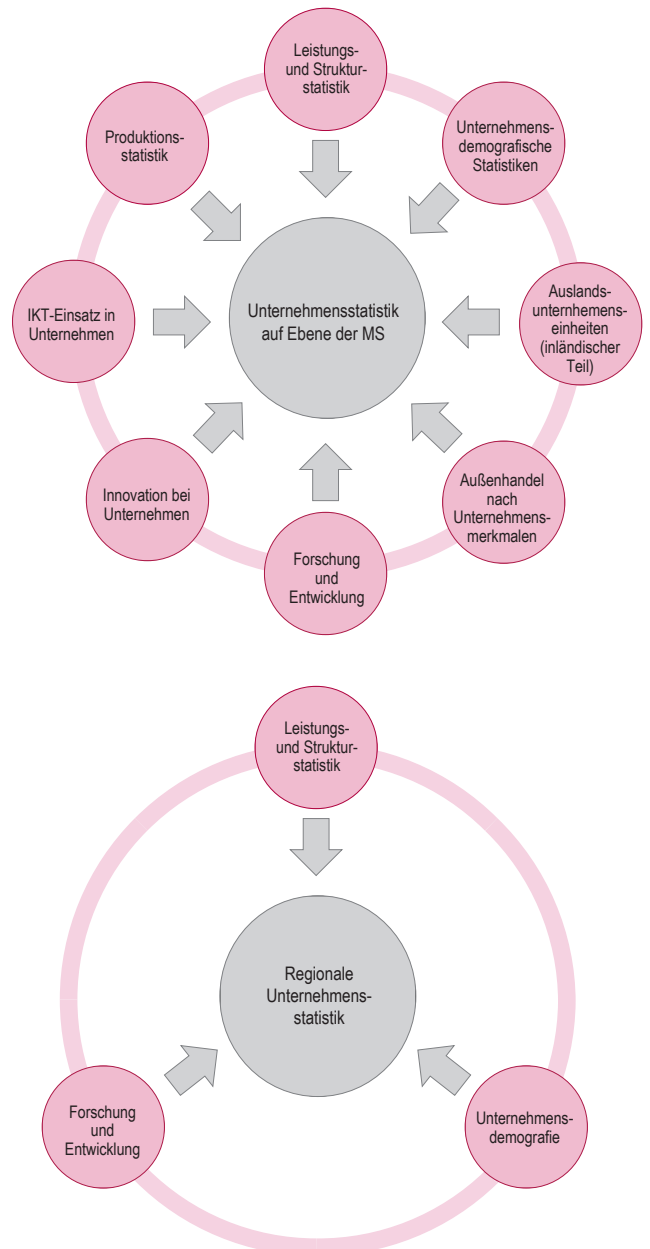 Leistungs-
und Struktur-
statistik
Produktions-
statistik
Unternehmens-
demografische
Statistiken
IKT-Einsatz in
Unternehmen
Unternehmensstatistik
auf Ebene der MS
Auslands-
unternhemens-
einheiten
(inländischer
Teil)
Innovation bei
Unternehmen
Außenhandel
nach
Unternehmens-
merkmalen
Forschung
und
Entwicklung
Leistungs-
und Struktur-
statistik
Regionale
Unternehmens-
statistik
Forschung
und
Entwicklung
Unternehmens-
demografie